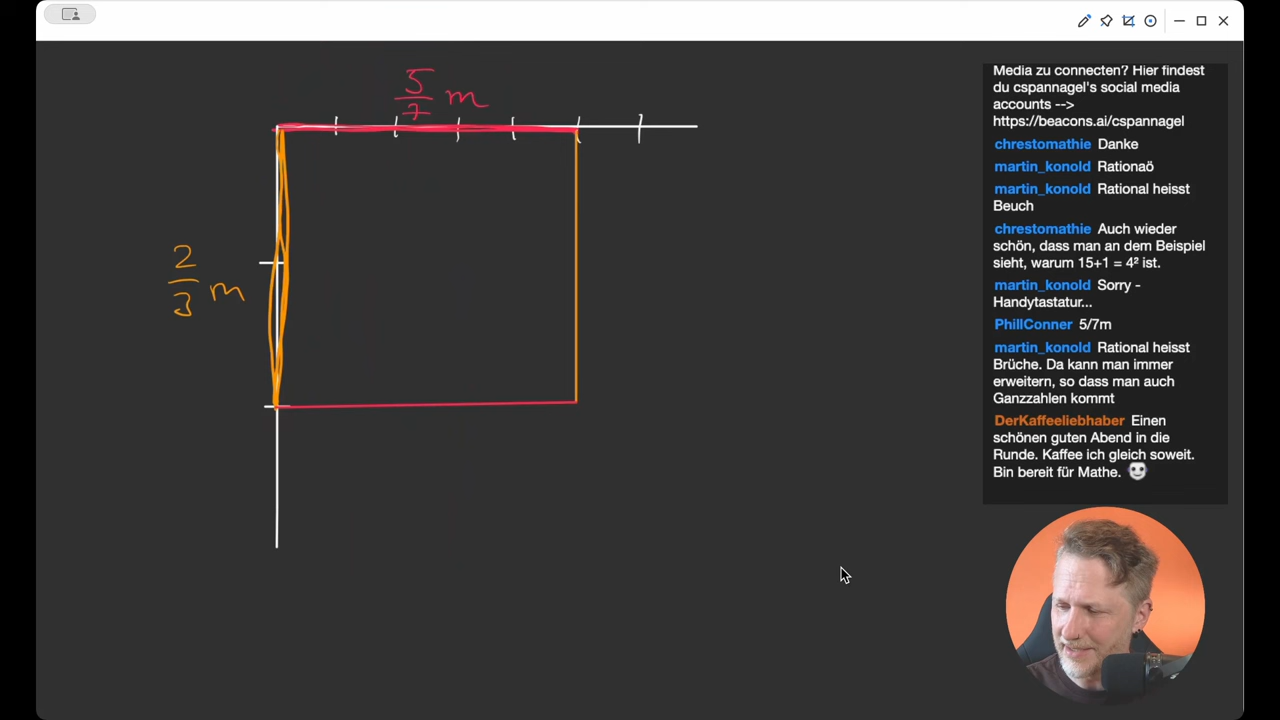 5/7 m
2/3 m
Media zu connecten? Hier findest
du cspannagel's social media
accounts -->
https://beacons.ai/cspannagel
chrestomathie Danke
martin_konold Rationaö
martin_konold Rational heisst
Beuch
chrestomathie Auch wieder
schön, dass man an dem Beispiel
sieht, warum 15+1 = 4² ist.
martin_konold Sorry -
Handytastatur...
PhillConner 5/7m
martin_konold Rational heisst
Brüche. Da kann man immer
erweitern, so dass man auch
Ganzzahlen kommt
DerKaffeeliebhaber Einen
schönen guten Abend in die
Runde. Kaffee ich gleich soweit.
Bin bereit für Mathe.